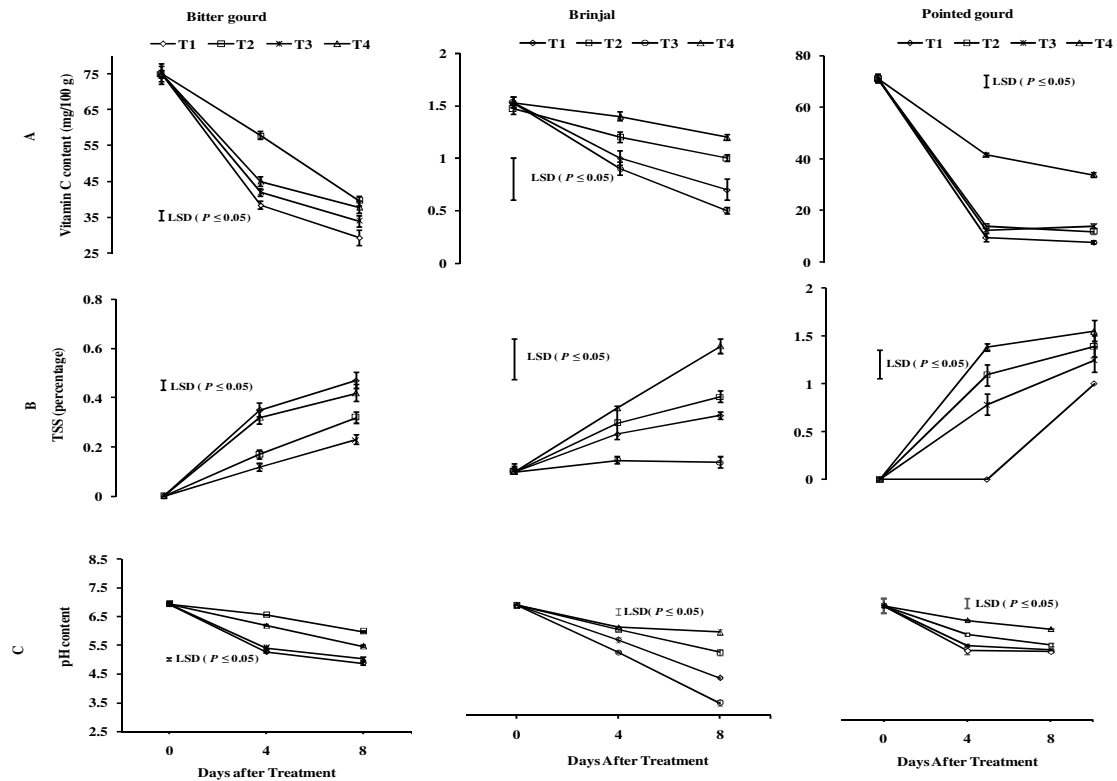 Bitter gourd
Brinjal
Pointed gourd
T1 T2 T3 T4
T1 T2 T3 T4
T1 T2 T3 T4
A
Vitamin C content (mg/100 g)
75
65
55
45
35
25
LSD ( P ≤ 0.05)
2
1.5
1
0.5
0
LSD ( P ≤ 0.05)
80
60
40
20
0
LSD ( P ≤ 0.05)
B
TSS (percentage)
0.8
0.6
0.4
0.2
0
LSD ( P ≤ 0.05)
LSD ( P ≤ 0.05)
2
1.5
1
0.5
0
LSD ( P ≤ 0.05)
C
pH content
8.5
7.5
6.5
5.5
4.5
3.5
2.5
LSD ( P ≤ 0.05)
LSD ( P ≤ 0.05)
LSD ( P ≤ 0.05)
0 4 8
0 4 8
0 4 8
Days after Treatment
Days After Treatment
Days After Treatment